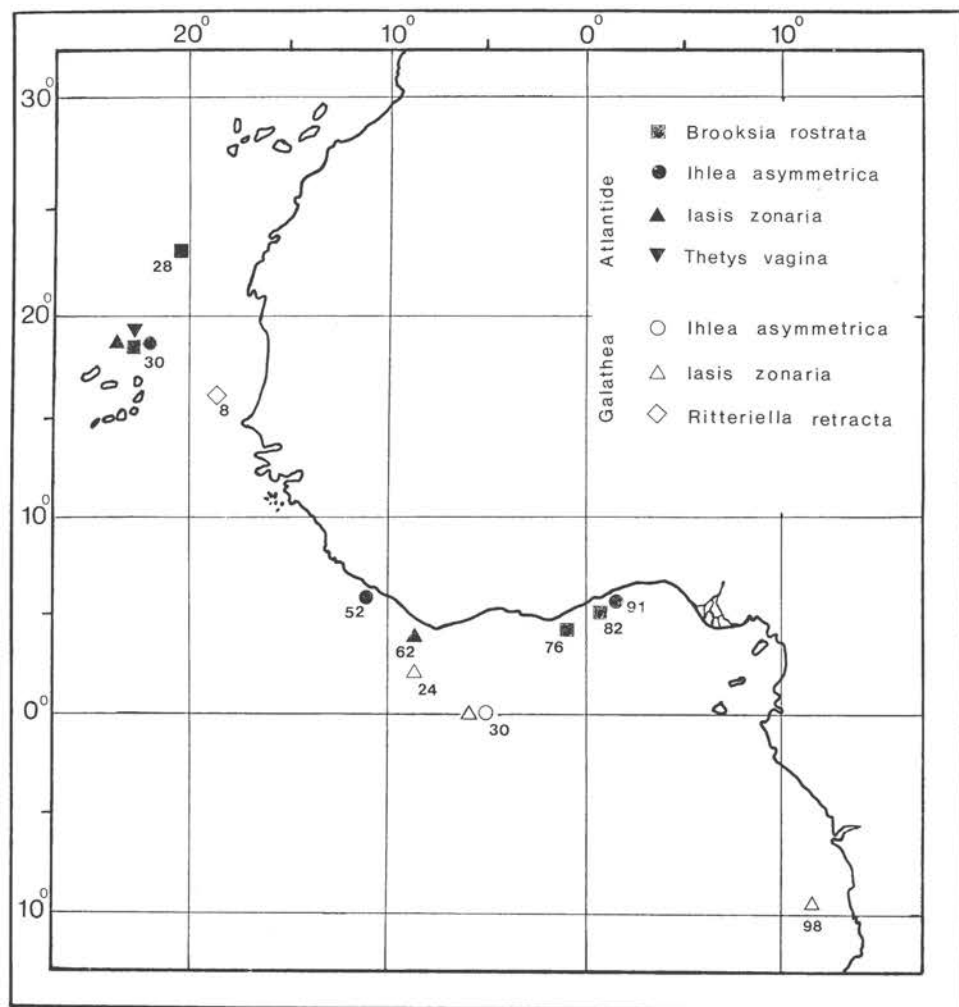 20° 10° 0° 10°
30°
Atlantide
Brooksia rostrata
Ihlea asymmetrica
Iasis zonaria
Thetys vagina
28
20°
30
Galathea
Ihlea asymmetrica
Iasis zonaria
Ritteriella retracta
8
10°
52
91
82
76
62
24
0°
30
10°
98